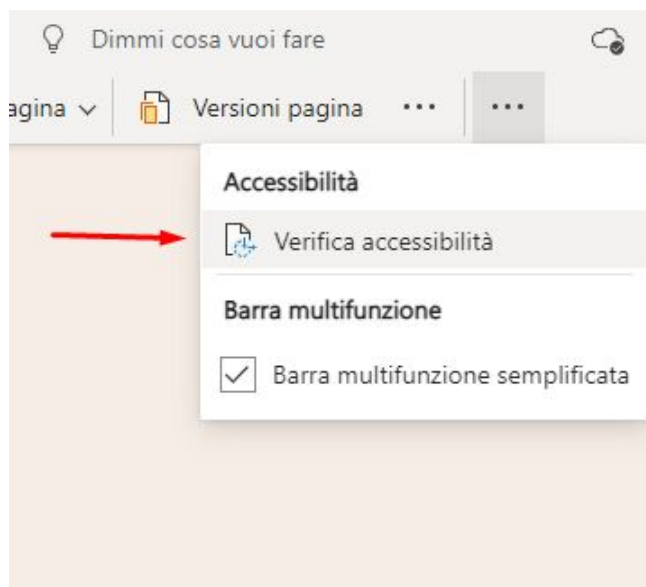 Dimmi cosa vuoi fare
agina
Versioni pagina
Accessibilità
Verifica accessibilità
Barra multifunzione
Barra multifunzione semplificata